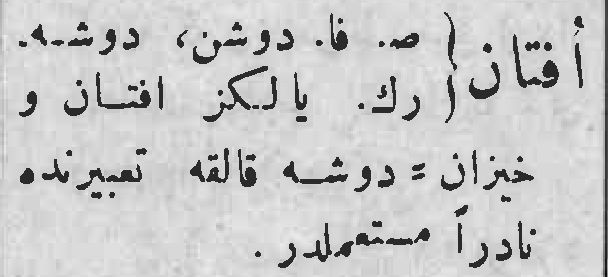 أفتان ( ص. فا. دوشن، دوشه‌
رك. يالكز افتان و
خيزان = دوشه قالقه تعبيرنده
نادراً مستعملدر.